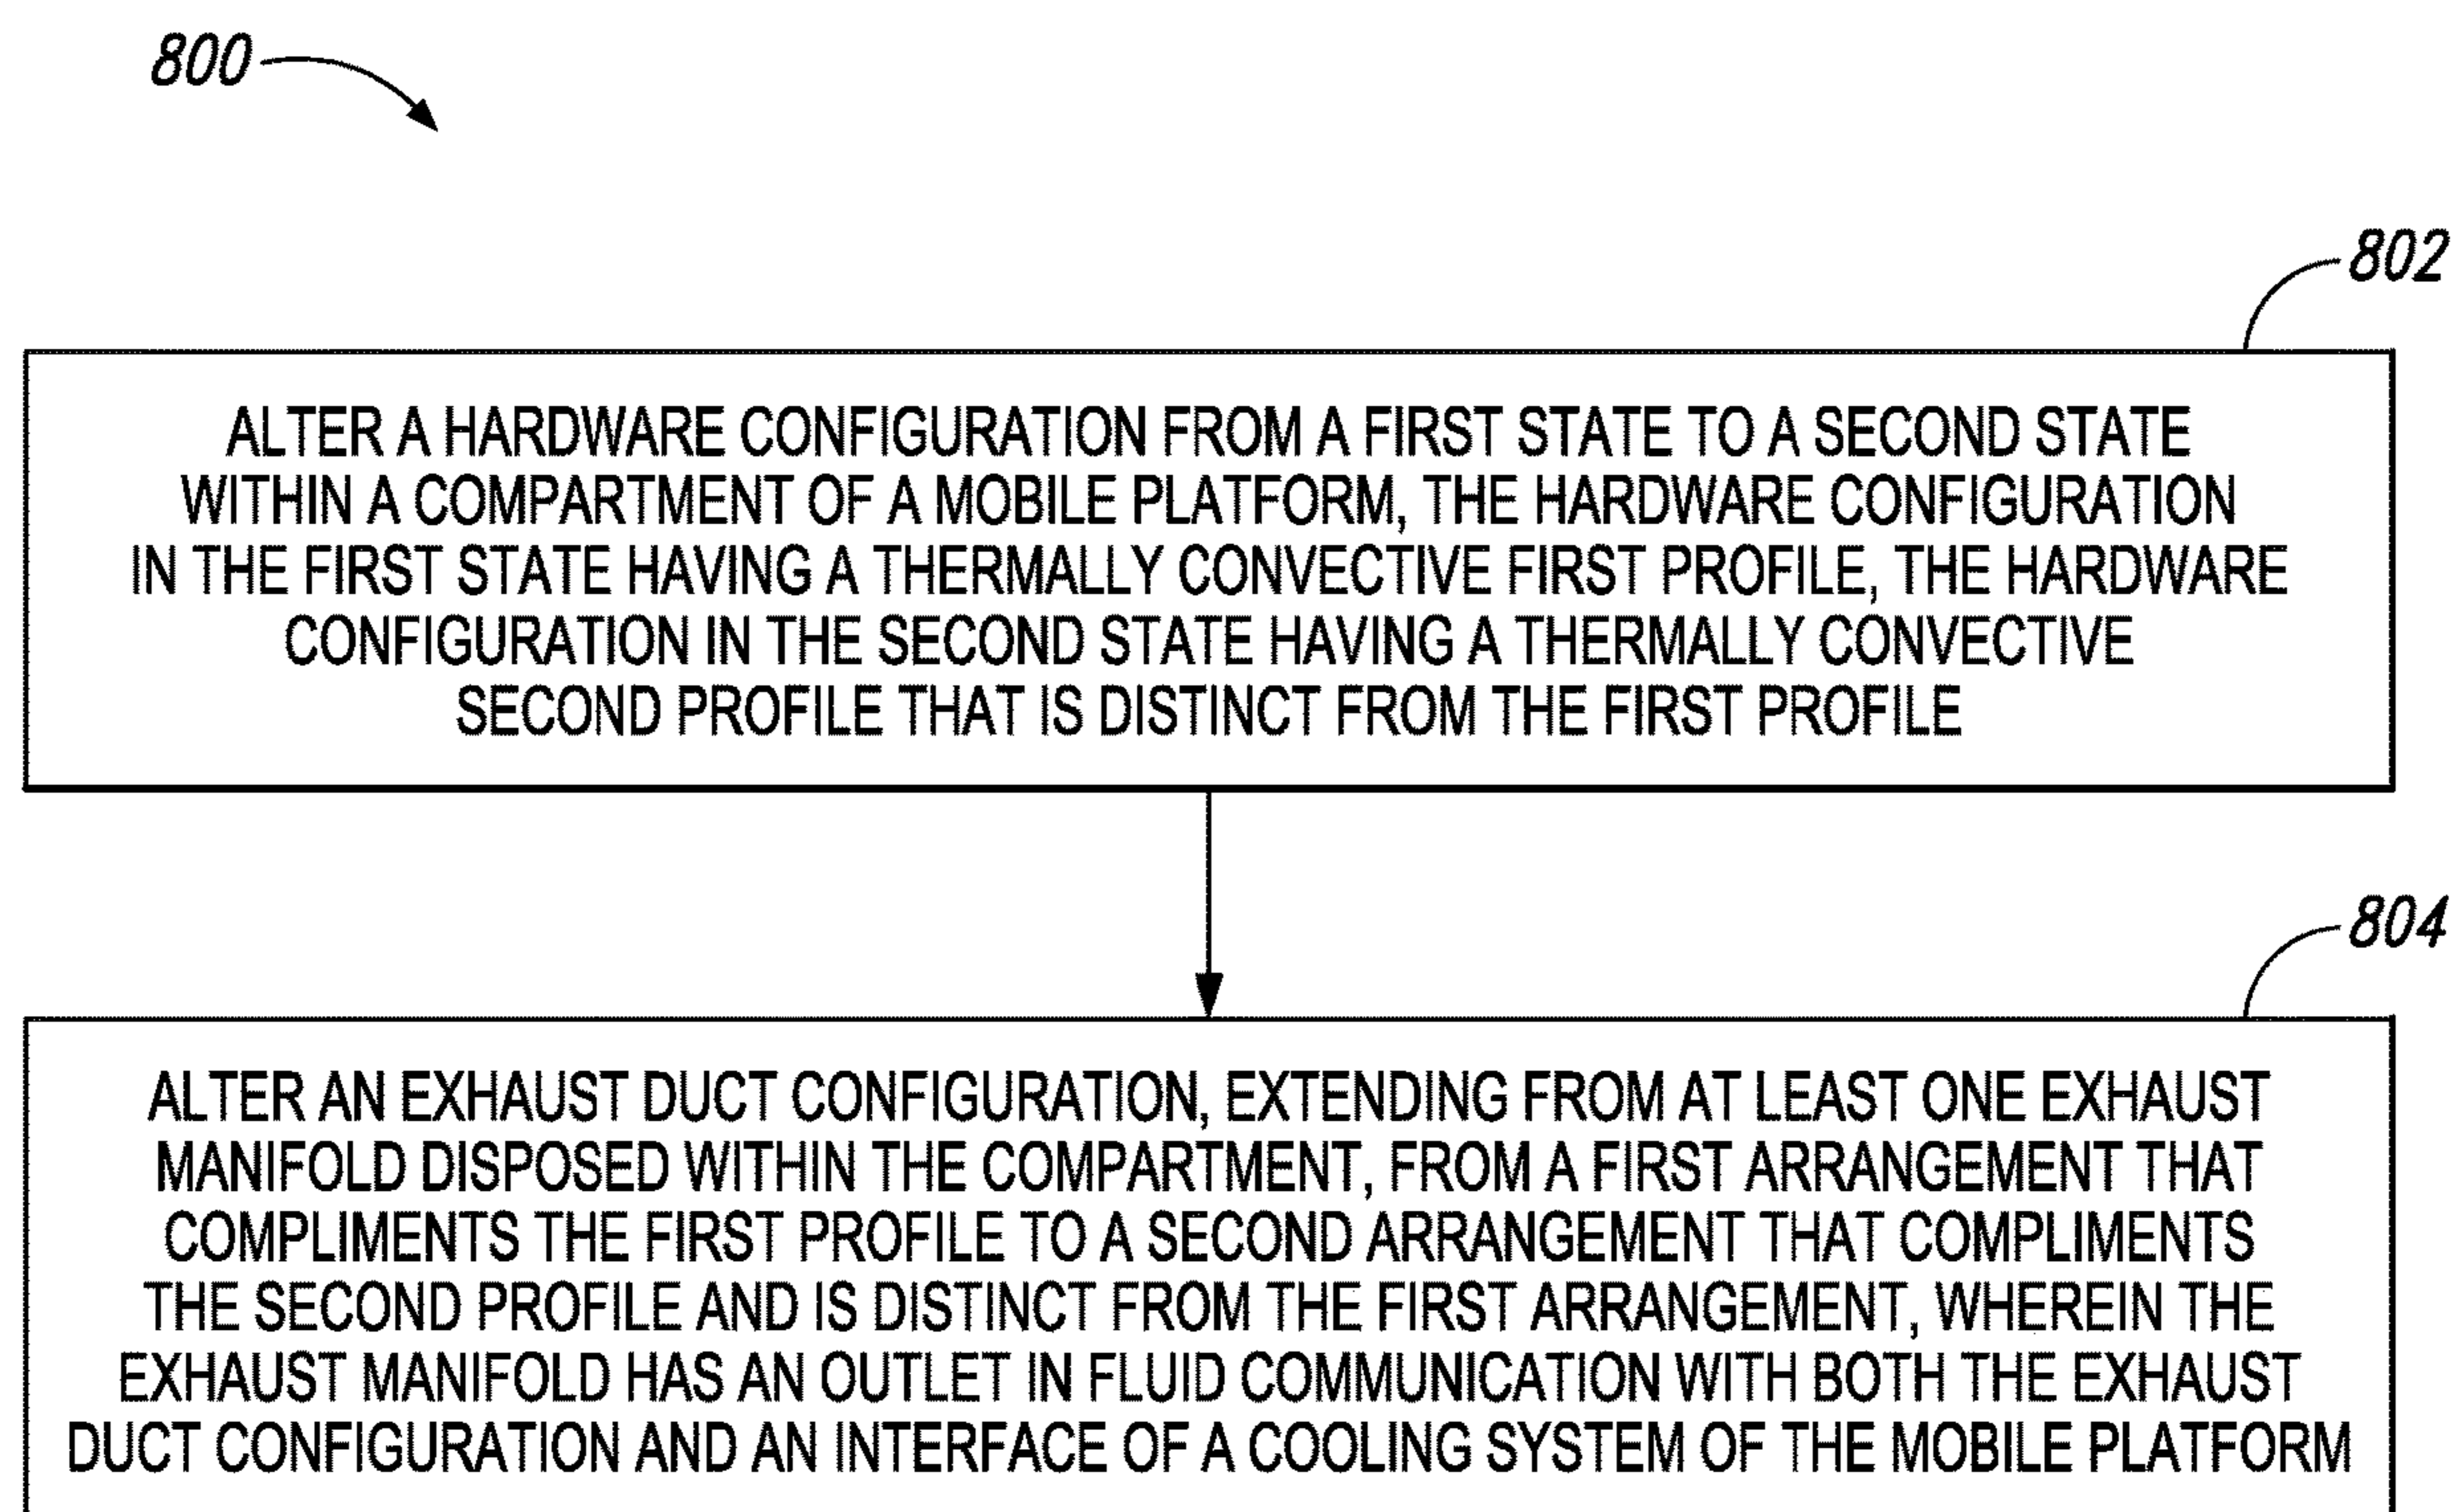 800
802
ALTER A HARDWARE CONFIGURATION FROM A FIRST STATE TO A SECOND STATE
WITHIN A COMPARTMENT OF A MOBILE PLATFORM, THE HARDWARE CONFIGURATION
IN THE FIRST STATE HAVING A THERMALLY CONVECTIVE FIRST PROFILE, THE HARDWARE
CONFIGURATION IN THE SECOND STATE HAVING A THERMALLY CONVECTIVE
SECOND PROFILE THAT IS DISTINCT FROM THE FIRST PROFILE
804
ALTER AN EXHAUST DUCT CONFIGURATION, EXTENDING FROM AT LEAST ONE EXHAUST
MANIFOLD DISPOSED WITHIN THE COMPARTMENT, FROM A FIRST ARRANGEMENT THAT
COMPLIMENTS THE FIRST PROFILE TO A SECOND ARRANGEMENT THAT COMPLIMENTS
THE SECOND PROFILE AND IS DISTINCT FROM THE FIRST ARRANGEMENT, WHEREIN THE
EXHAUST MANIFOLD HAS AN OUTLET IN FLUID COMMUNICATION WITH BOTH THE EXHAUST
DUCT CONFIGURATION AND AN INTERFACE OF A COOLING SYSTEM OF THE MOBILE PLATFORM